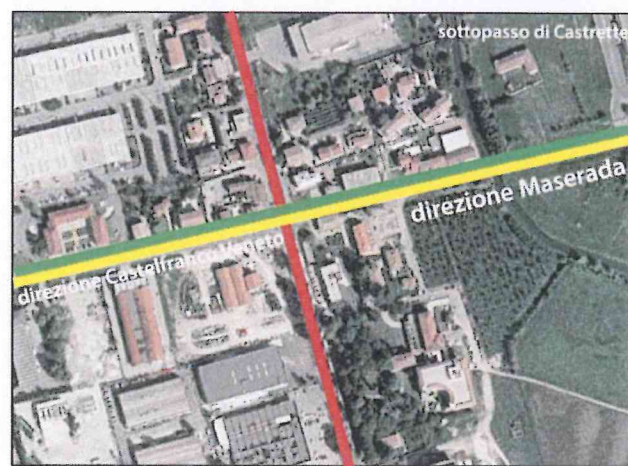 sottopasso di Castrette
direzione Maserada
direzione Castelfranco Veneto